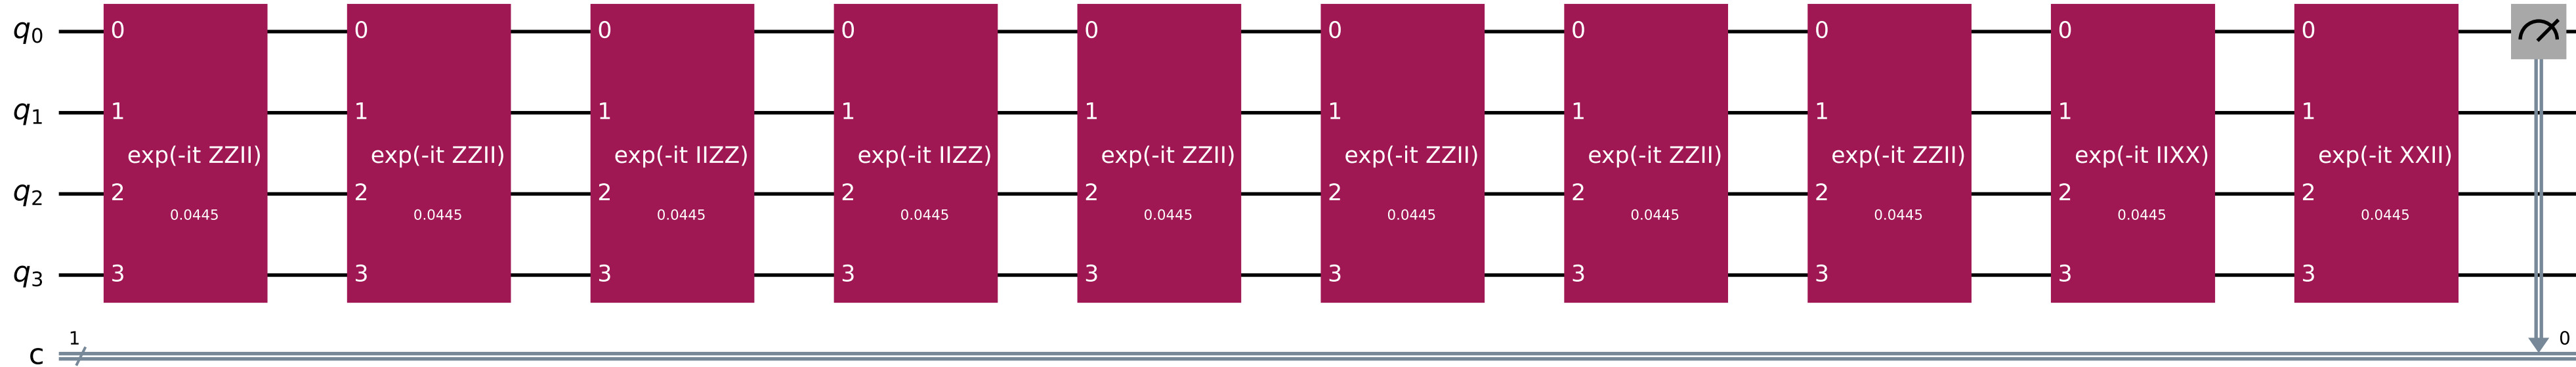 q0 0 0 0 0 0 0 0 0 0 0
q1 1 1 1 1 1 1 1 1 1 1
exp(-it ZZII) exp(-it ZZII) exp(-it IIZZ) exp(-it IIZZ) exp(-it ZZII) exp(-it ZZII) exp(-it ZZII) exp(-it ZZII) exp(-it IIXX) exp(-it XXII)
q2 2 2 2 2 2 2 2 2 2 2
0.0445 0.0445 0.0445 0.0445 0.0445 0.0445 0.0445 0.0445 0.0445 0.0445
q3 3 3 3 3 3 3 3 3 3 3
1 0
c